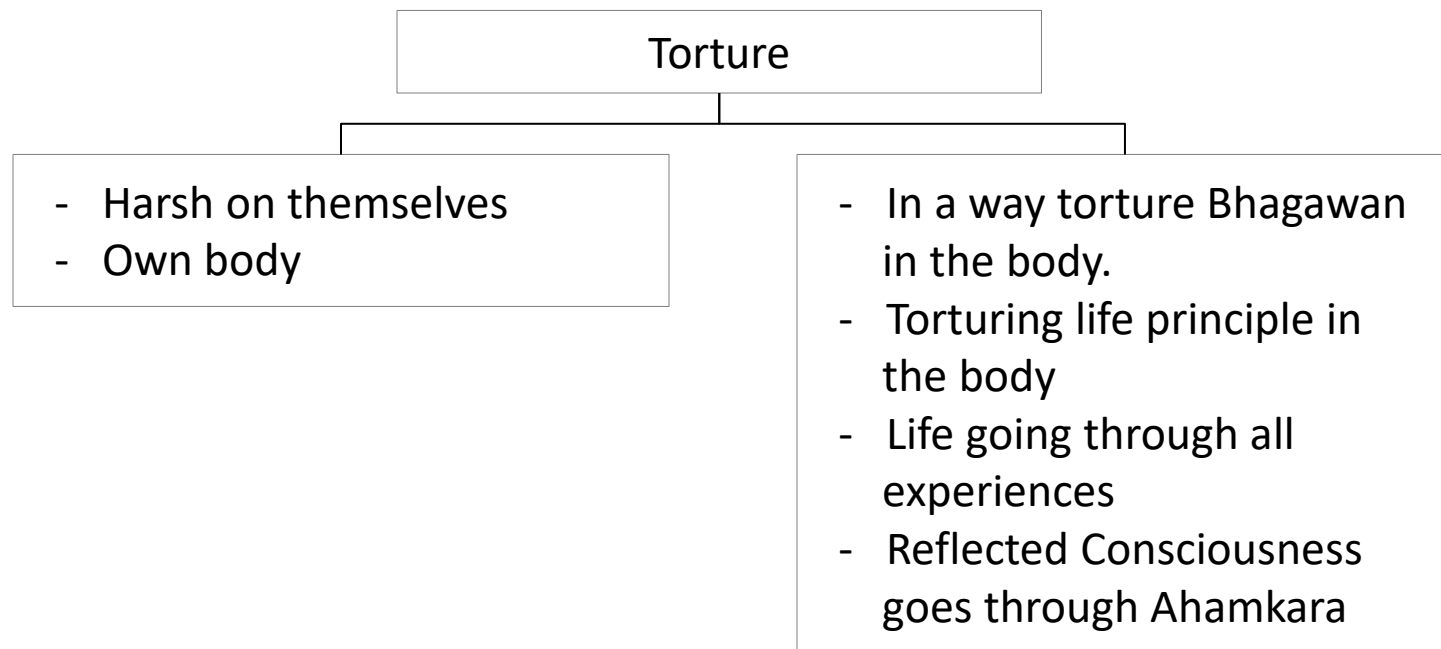 Torture
- Harsh on themselves
- Own body
- In a way torture Bhagawan
in the body.
- Torturing life principle in
the body
- Life going through all
experiences
- Reflected Consciousness
goes through Ahamkara